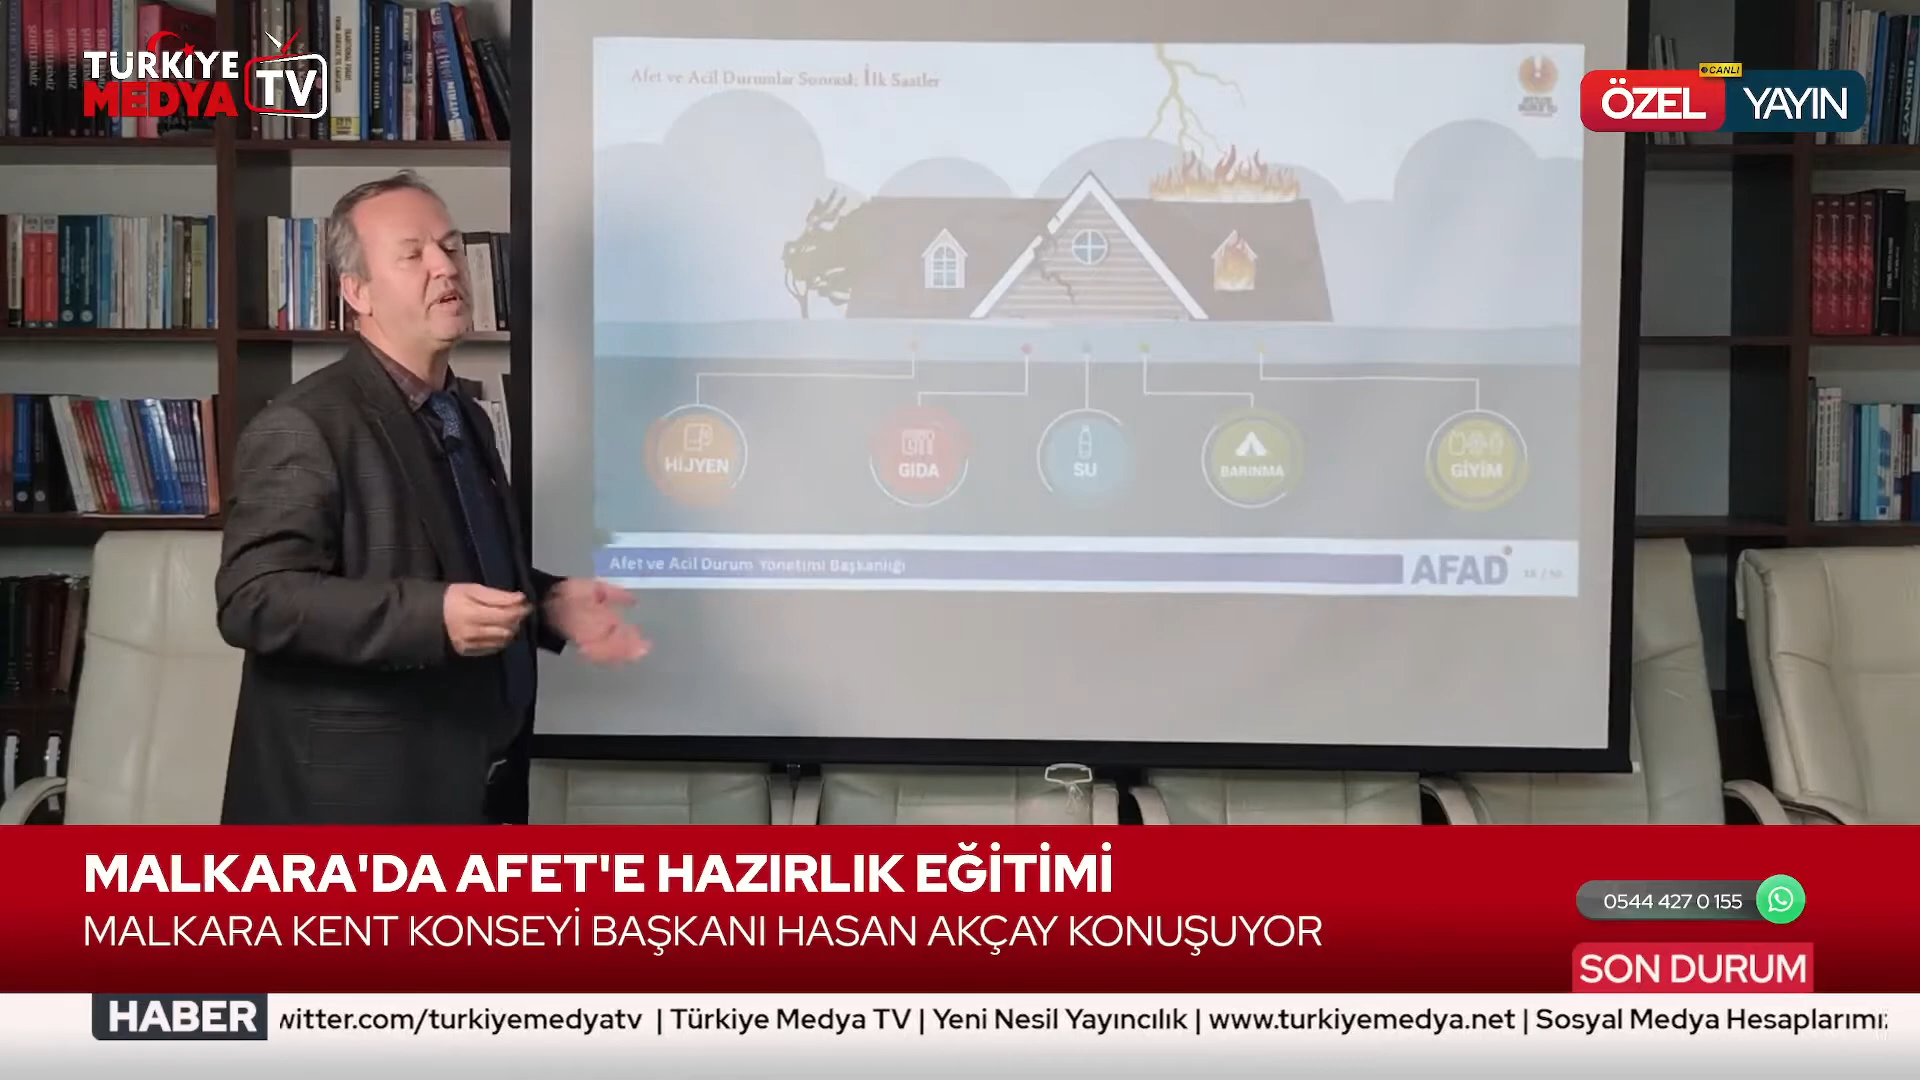 TÜRKİYE
MEDYA TV
CANLI
ÖZEL YAYIN
Afet ve Acil Durumlar Sonrası; İlk Saatler
HİJYEN
GIDA
SU
BARINMA
GİYİM
Afet ve Acil Durum Yönetimi Başkanlığı
AFAD
MALKARA'DA AFET'E HAZIRLIK EĞİTİMİ
MALKARA KENT KONSEYİ BAŞKANI HASAN AKÇAY KONUŞUYOR
0544 427 0 155
SON DURUM
HABER
witter.com/turkiyemedyatv | Türkiye Medya TV | Yeni Nesil Yayıncılık | www.turkiyemedya.net | Sosyal Medya Hesaplarımız